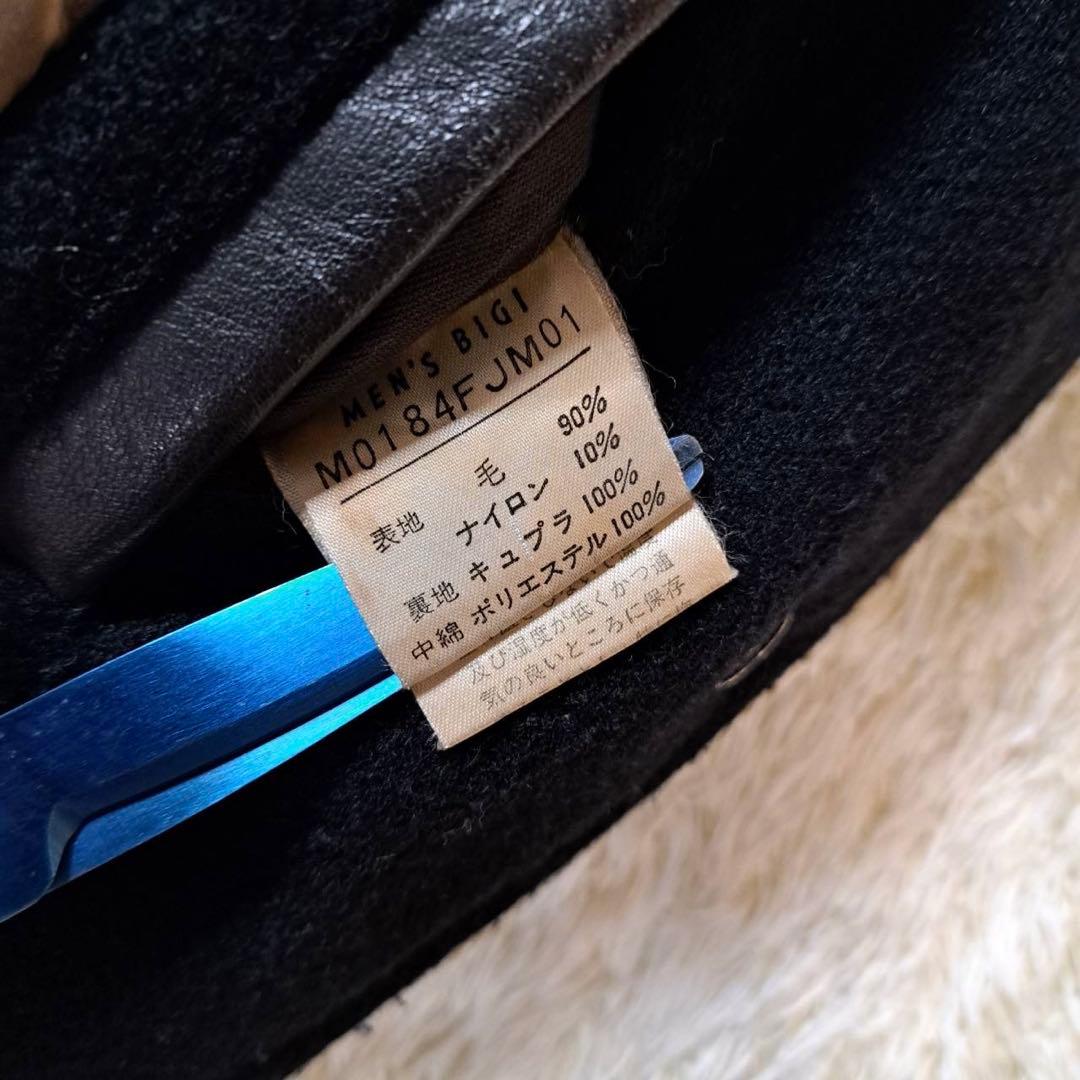 MEN'S BIGI
M0184FJM01
表地 毛 90%
ナイロン 10%
裏地 キュプラ 100%
中綿 ポリエステル 100%
及び湿度が低くかつ通
気の良いところに保存